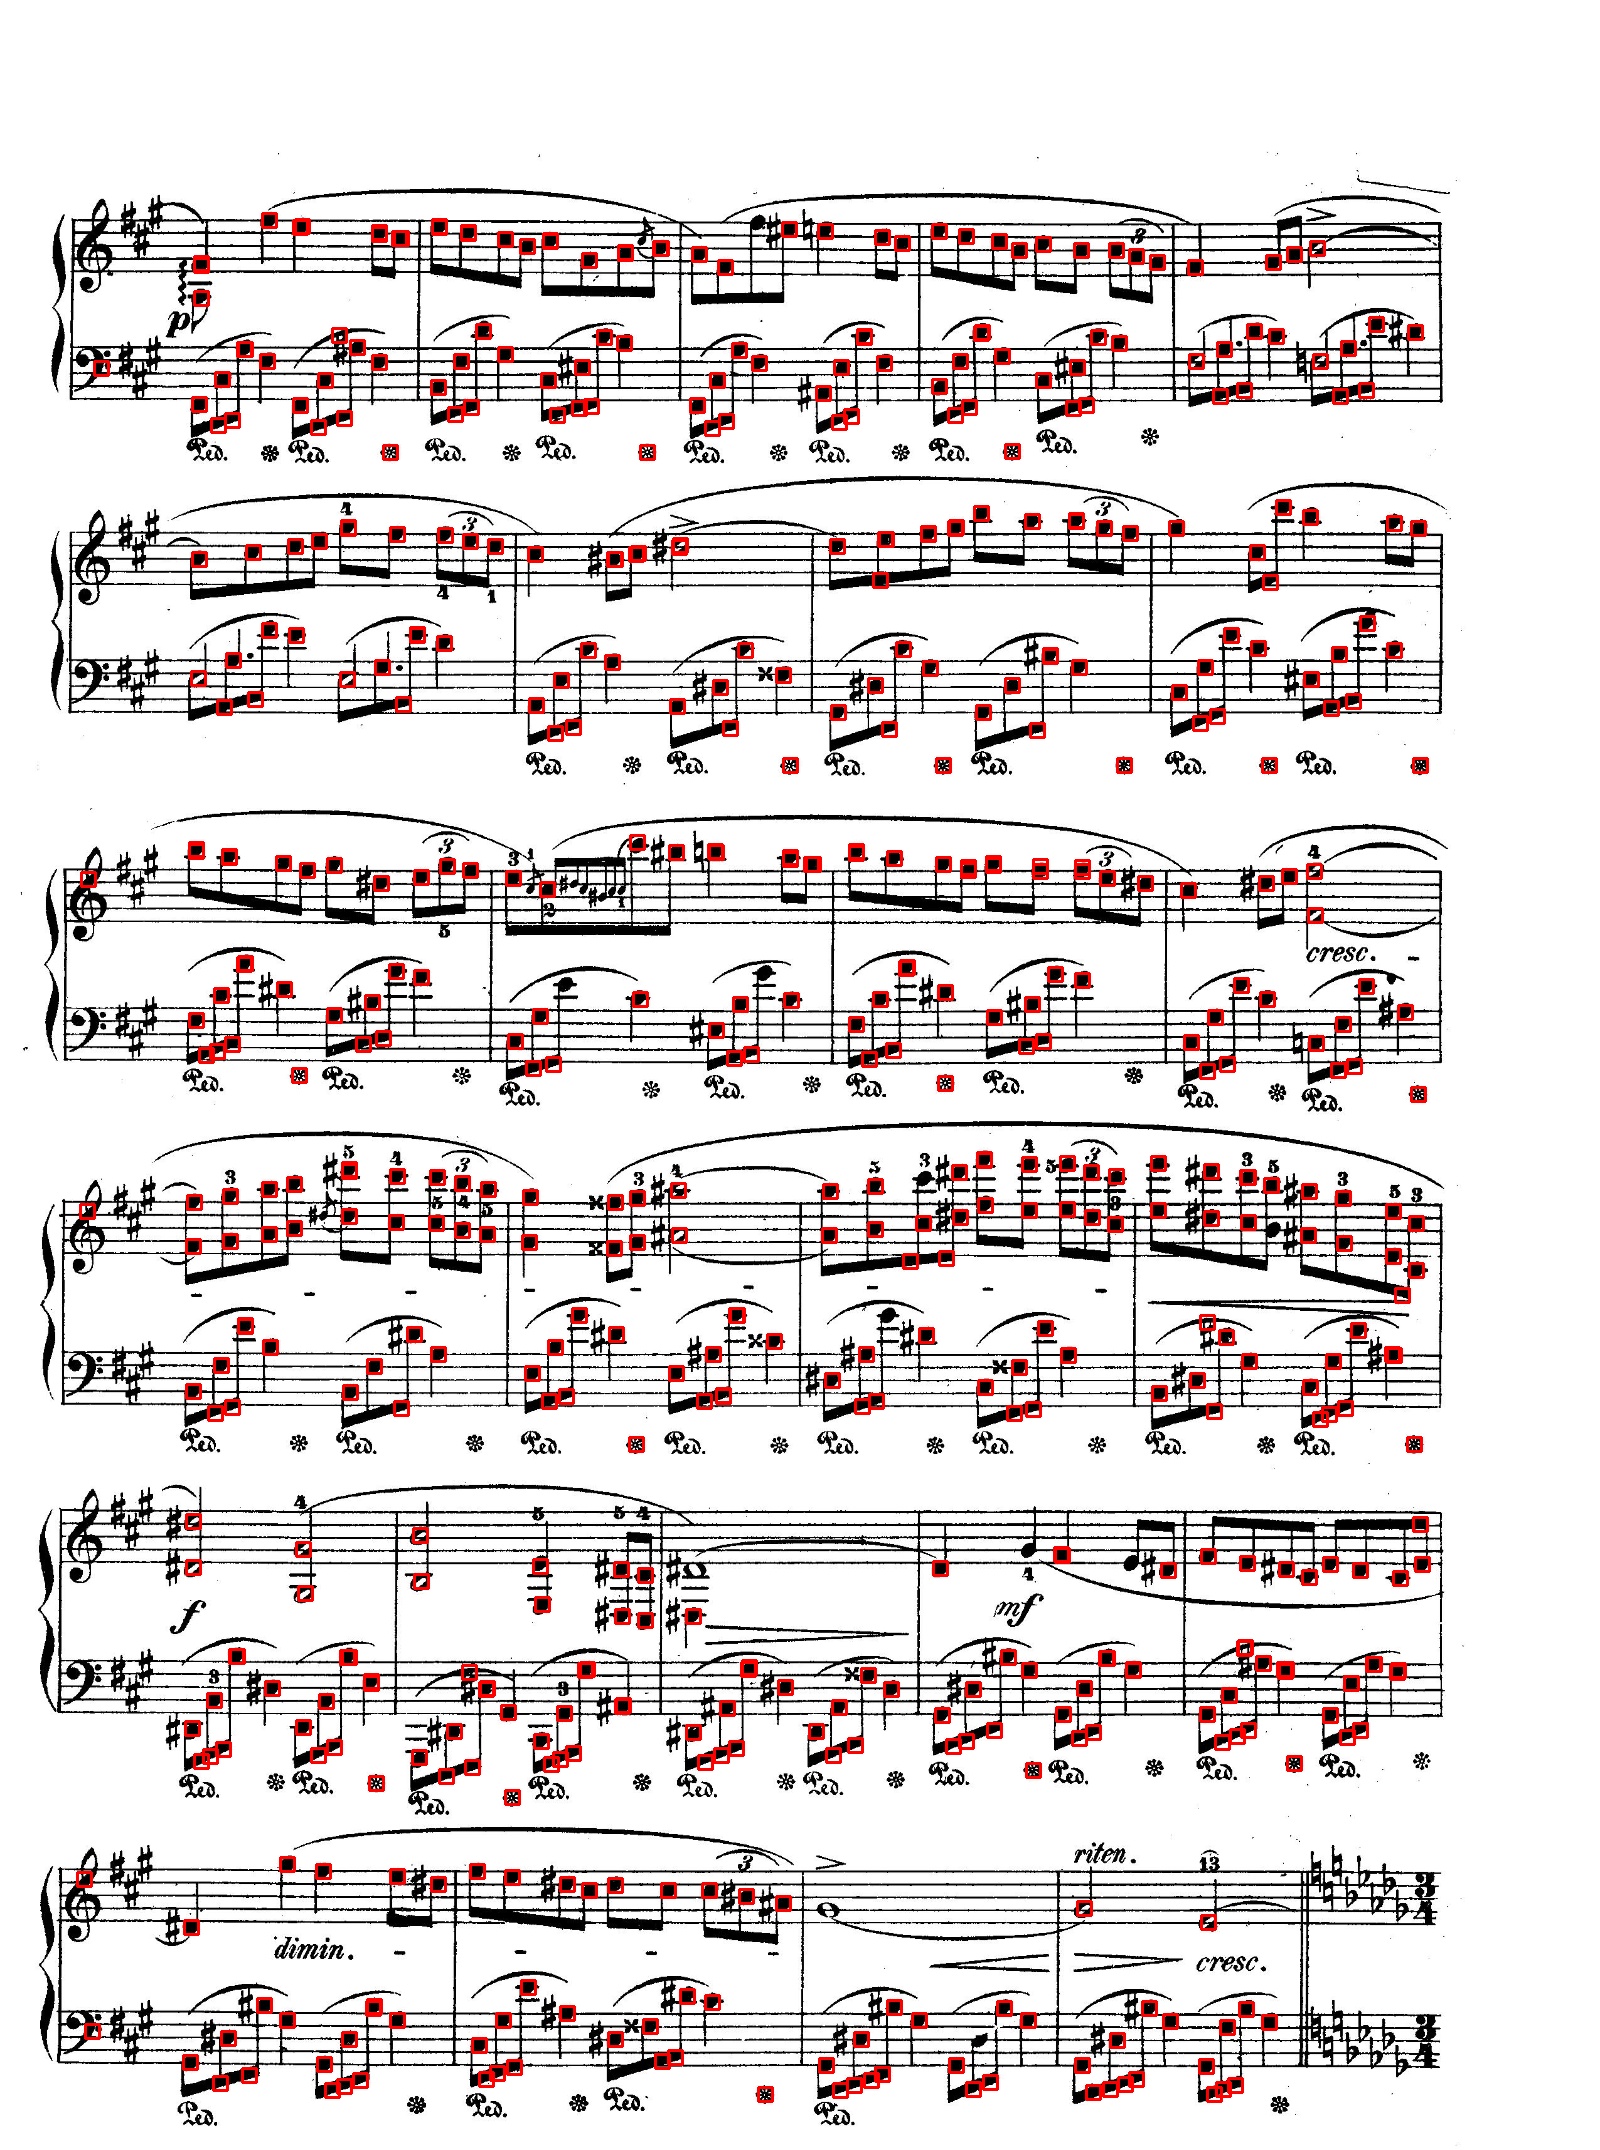 3
p
Ped. Ped. Ped. Ped. Ped. Ped. Ped. Ped.
4 3
4 1
Ped. Ped. Ped. Ped. Ped. Ped.
3 3 1 3 4
5 2 1
cresc.
Ped. Ped. Ped. Ped. Ped. Ped. Ped. Ped.
3 5 4 3 3 4 5 3 4 5 3 3 5 3 5 3
5 4 5 3
Ped. Ped. Ped. Ped. Ped. Ped. Ped. Ped.
4 5 5 4
4
f mf
3 3
Ped. Ped. Ped. Ped. Ped. Ped. Ped. Ped. Ped. Ped.
riten.
3 13
dimin. cresc.
3 4
3 4
Ped. Ped. Ped. Ped.